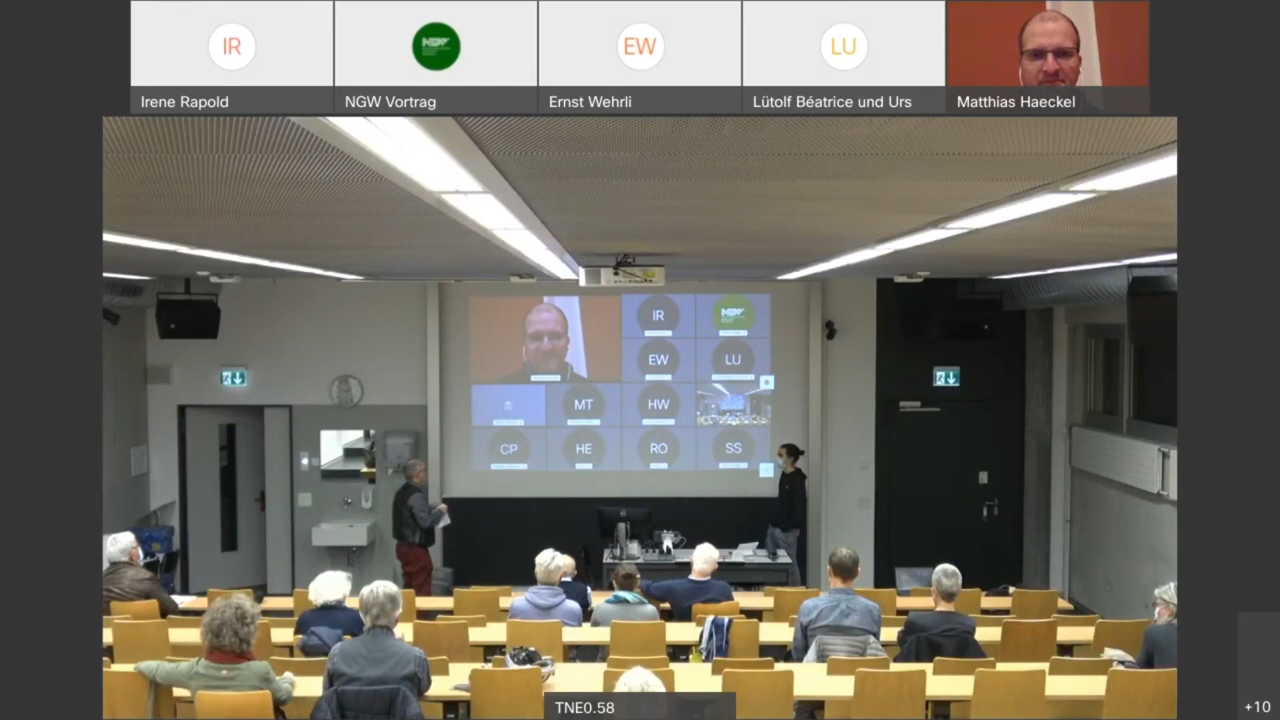 IR
NGW
EW
LU
Irene Rapold
NGW Vortrag
Ernst Wehrli
Lütolf Béatrice und Urs
Matthias Haeckel
IR
NGW
EW
LU
MT
HW
CP
HE
RO
SS
TNE0.58
+10